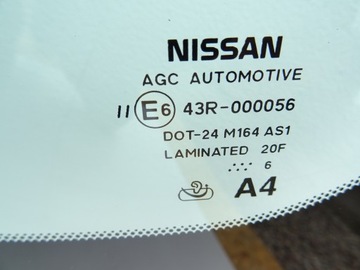 NISSAN
AGC AUTOMOTIVE
II E6 43R-000056
DOT-24 M164 AS1
LAMINATED 20F
..:: 6
A4